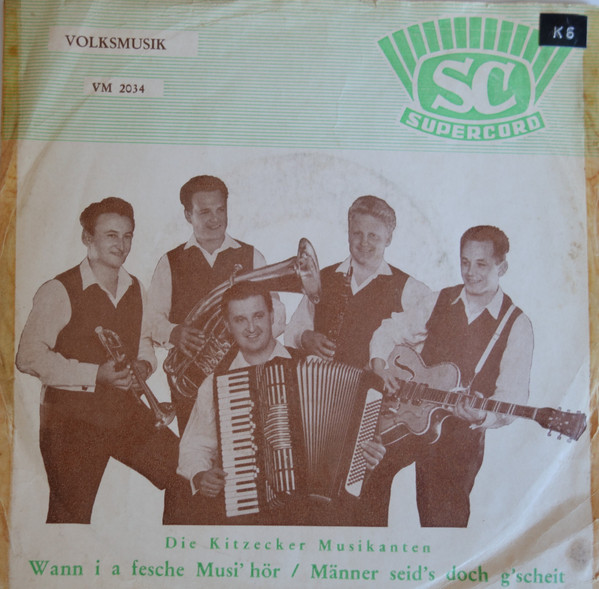 VOLKSMUSIK
VM 2034
K6
SC
SUPERCORD
Die Kitzecker Musikanten
Wann i a fesche Musi' hör / Männer seid's doch g'scheit